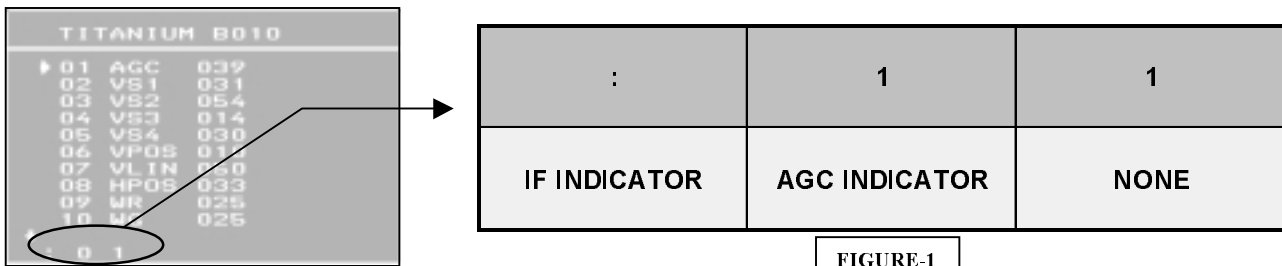 TITANIUM B010
01 AGC 039
02 VS1 031
03 VS2 054
04 VS3 014
05 VS4 030
06 VPOS
07 VLIN 060
08 HPOS 033
09 WR 025
10 WG 025
: 0 1
: 1 1
IF INDICATOR AGC INDICATOR NONE
FIGURE-1